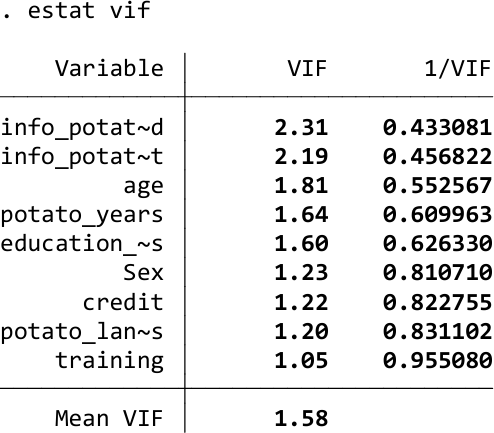 . estat vif
Variable VIF 1/VIF
info_potat~d 2.31 0.433081
info_potat~t 2.19 0.456822
age 1.81 0.552567
potato_years 1.64 0.609963
education_~s 1.60 0.626330
Sex 1.23 0.810710
credit 1.22 0.822755
potato_lan~s 1.20 0.831102
training 1.05 0.955080
Mean VIF 1.58